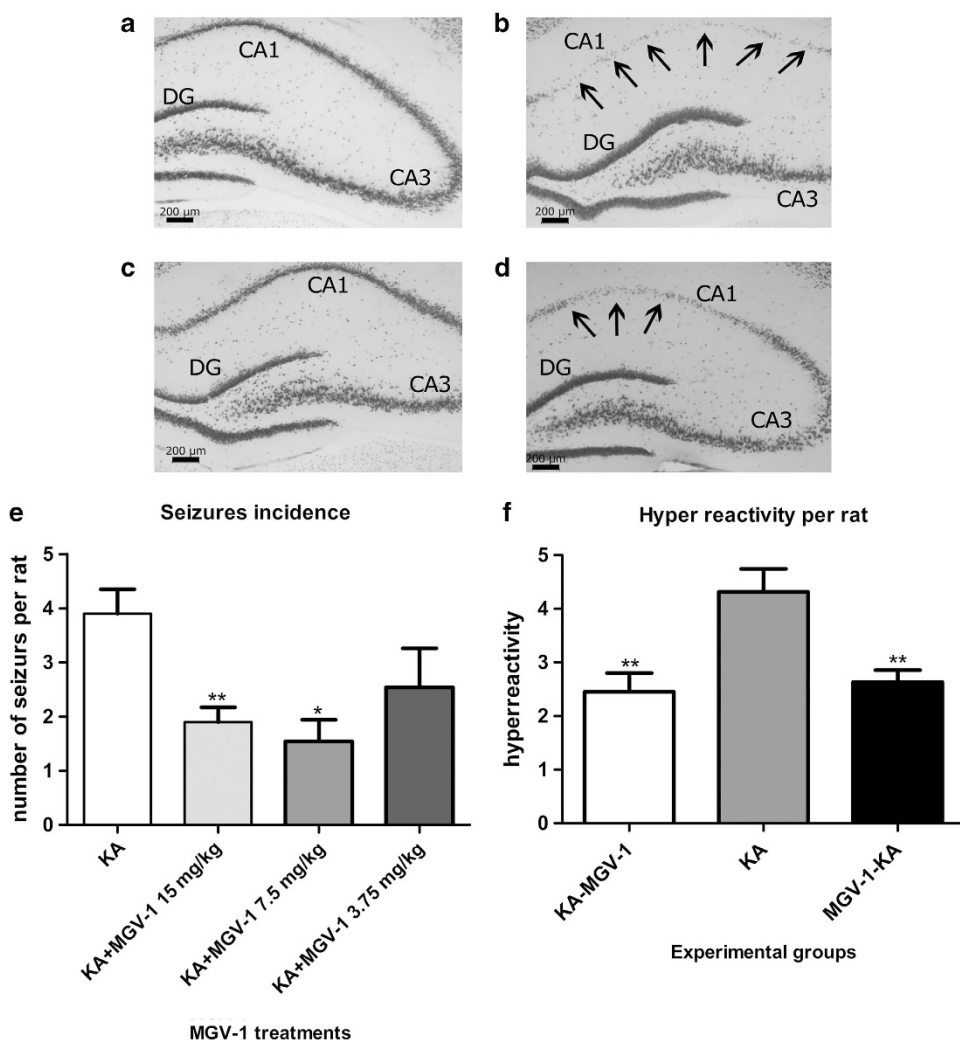 a
CA1
DG
CA3
200 µm
b
CA1
DG
CA3
200 µm
c
CA1
DG
CA3
200 µm
d
CA1
DG
CA3
200 µm
e
Seizures incidence
number of seizurs per rat
5
4
3
2
1
0
**
*
KA
KA+MGV-1 15 mg/kg
KA+MGV-1 7.5 mg/kg
KA+MGV-1 3.75 mg/kg
MGV-1 treatments
f
Hyper reactivity per rat
hyperreactivity
5
4
3
2
1
0
**
**
KA-MGV-1
KA
MGV-1-KA
Experimental groups